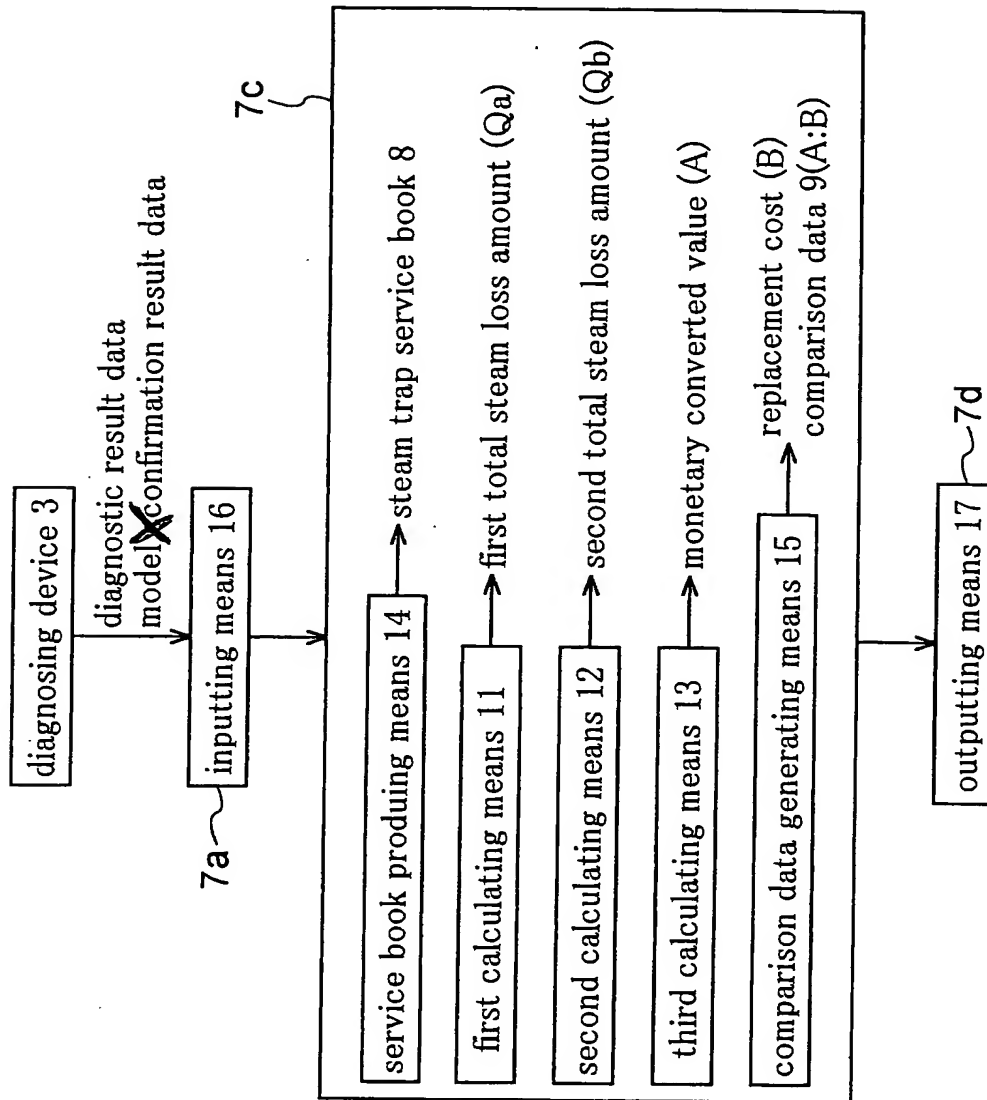 diagnosing device 3
diagnostic result data
model confirmation result data
inputting means 16
7a
7c
service book produing means 14
steam trap service book 8
first calculating means 11
first total steam loss amount (Qa)
second calculating means 12
second total steam loss amount (Qb)
third calculating means 13
monetary converted value (A)
comparison data generating means 15
replacement cost (B)
comparison data 9(A:B)
outputting means 17
7d